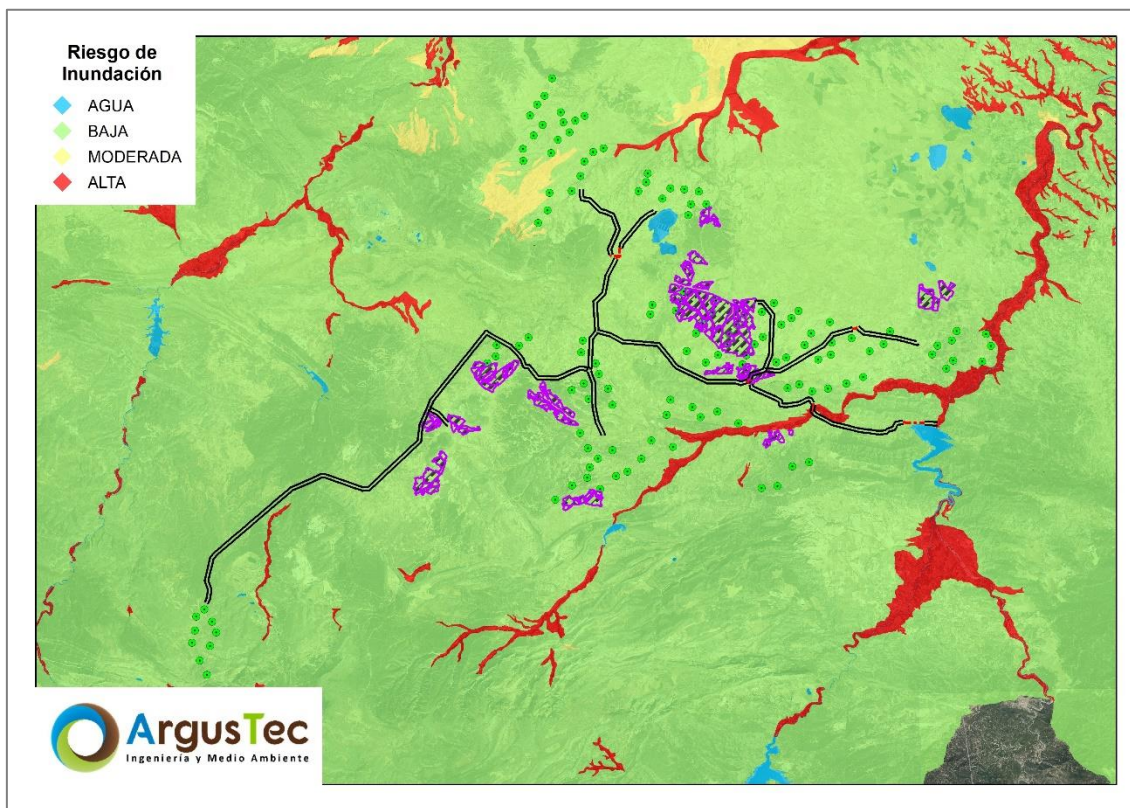 Riesgo de
Inundación
AGUA
BAJA
MODERADA
ALTA
ArgusTec
Ingeniería y Medio Ambiente